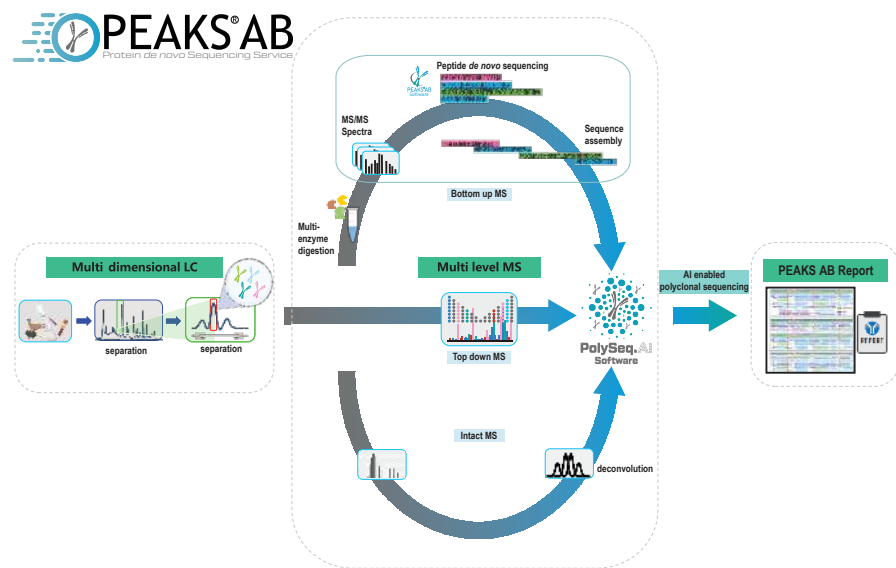 PEAKS® AB
Protein de novo Sequencing Service
Peptide de novo sequencing
PEAKS AB
Software
MS/MS
Spectra
Sequence
assembly
Bottom up MS
Multi-
enzyme
digestion
Multi dimensional LC
separation
separation
Multi level MS
Top down MS
PolySeq.AI
Software
AI enabled
polyclonal sequencing
PEAKS AB Report
REPORT
Intact MS
deconvolution